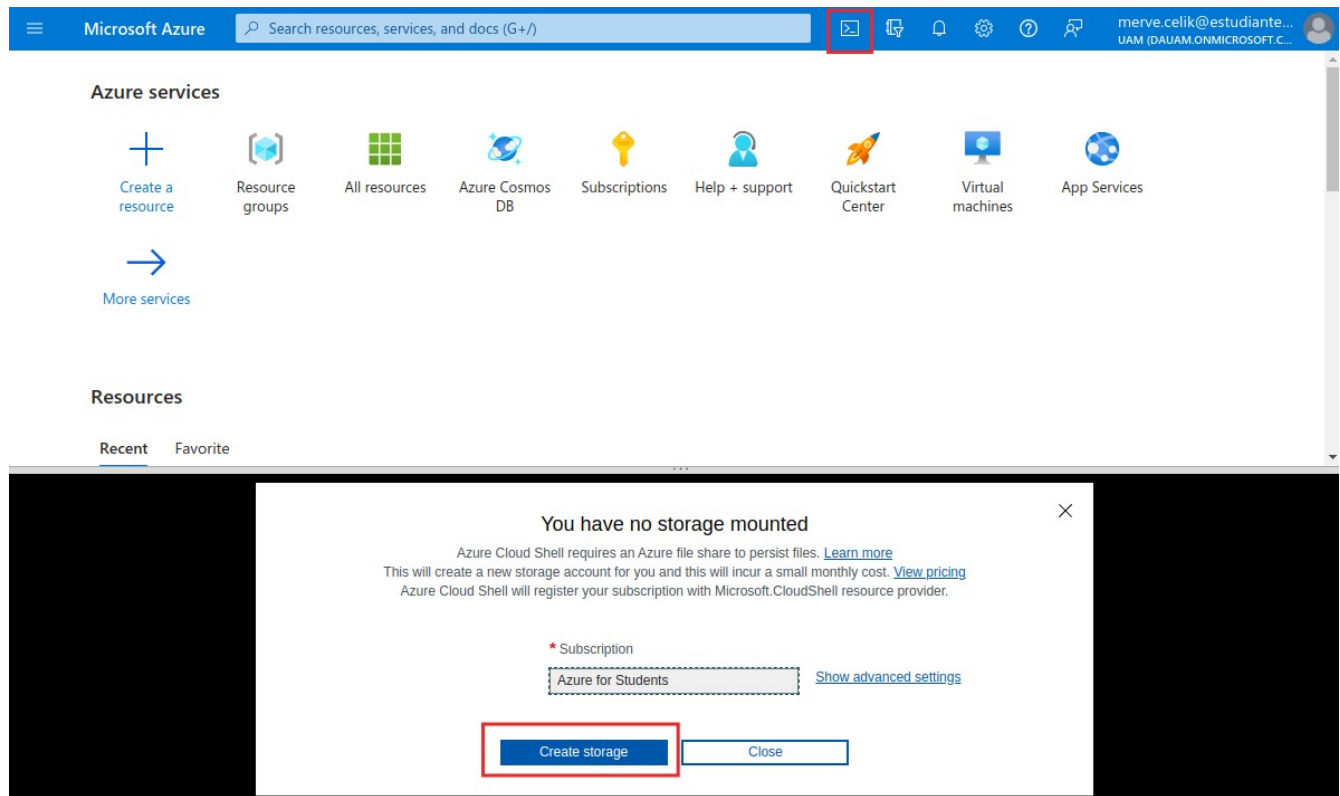 Microsoft Azure
Search resources, services, and docs (G+/)
merve.celik@estudiante...
UAM (DAUAM.ONMICROSOFT.C...
Azure services
Create a resource
Resource groups
All resources
Azure Cosmos DB
Subscriptions
Help + support
Quickstart Center
Virtual machines
App Services
More services
Resources
Recent
Favorite
You have no storage mounted
Azure Cloud Shell requires an Azure file share to persist files. Learn more
This will create a new storage account for you and this will incur a small monthly cost. View pricing
Azure Cloud Shell will register your subscription with Microsoft.CloudShell resource provider.
* Subscription
Azure for Students
Show advanced settings
Create storage
Close